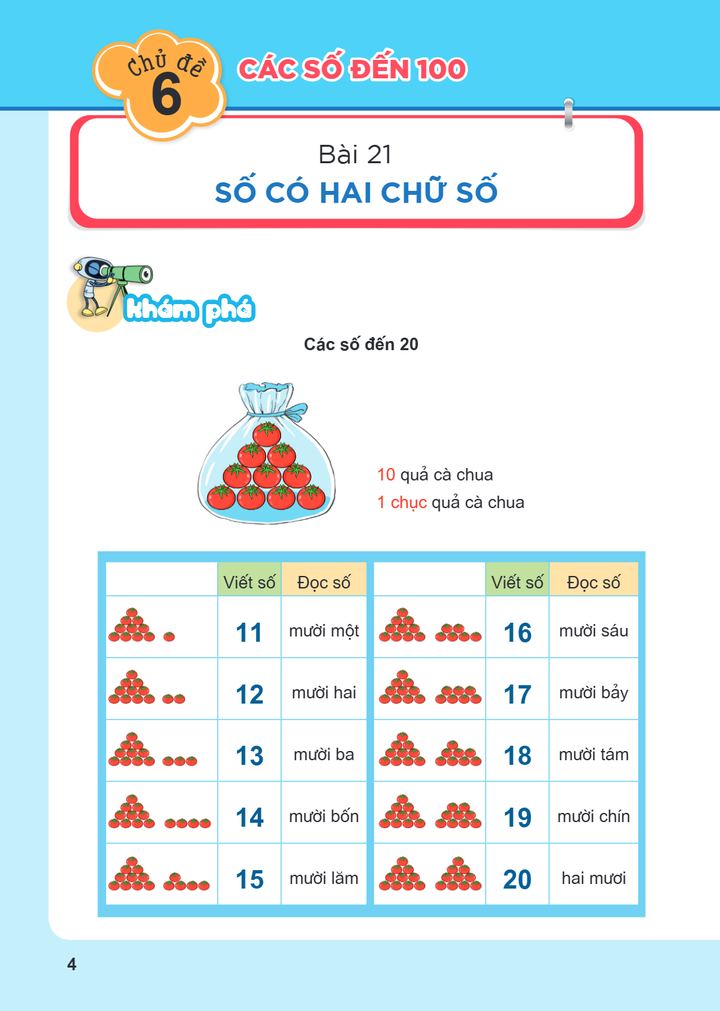 Chủ đề
6
CÁC SỐ ĐẾN 100
Bài 21
SỐ CÓ HAI CHỮ SỐ
Khám phá
Các số đến 20
10 quả cà chua
1 chục quả cà chua
Viết số Đọc số Viết số Đọc số
11 mười một 16 mười sáu
12 mười hai 17 mười bảy
13 mười ba 18 mười tám
14 mười bốn 19 mười chín
15 mười lăm 20 hai mươi
4